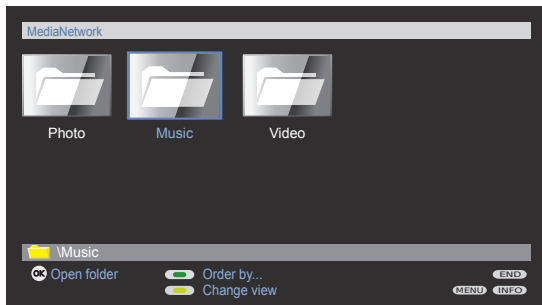 MediaNetwork
Photo Music Video
\Music
OK Open folder Order by... END
Change view MENU INFO